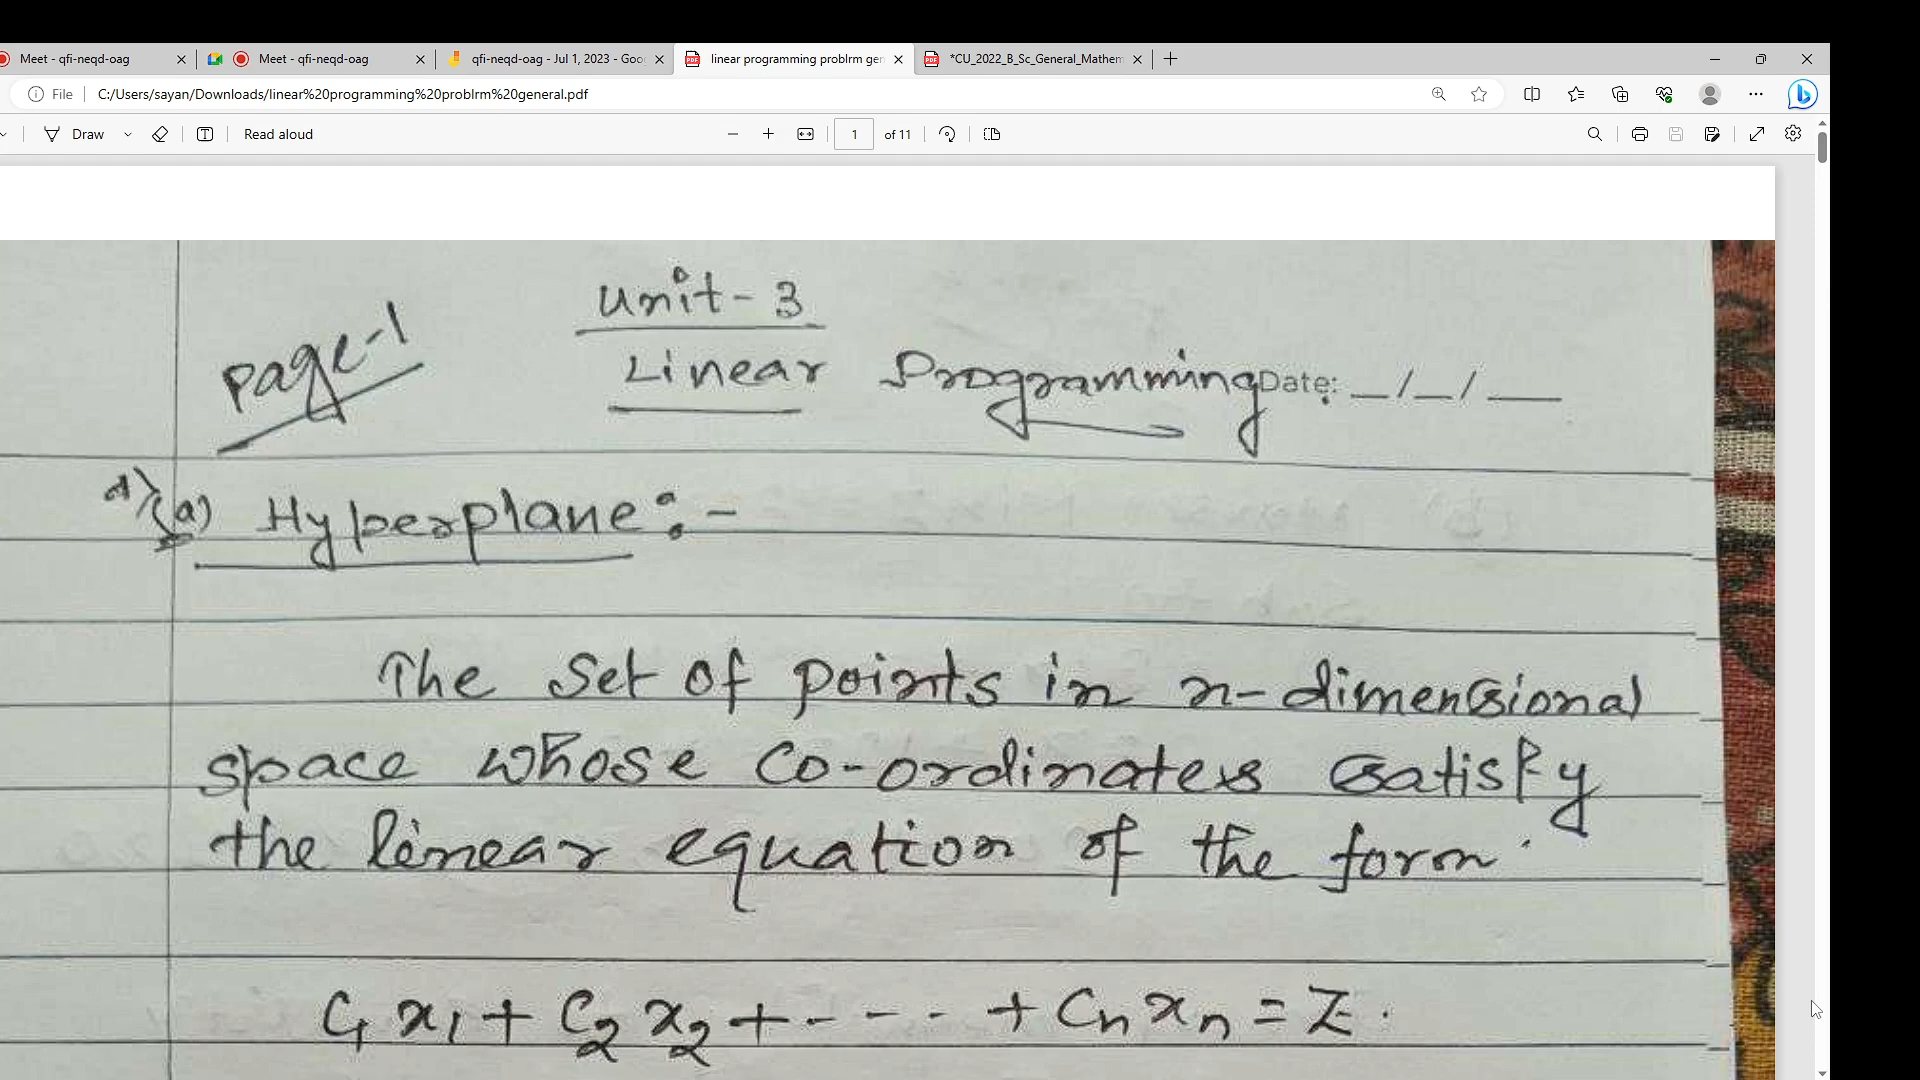 Meet - qfi-neqd-oag
Meet - qfi-neqd-oag
qfi-neqd-oag - Jul 1, 2023 - Goo
linear programming problrm gen
*CU_2022_B_Sc_General_Mathem
File C:/Users/sayan/Downloads/linear%20programming%20problrm%20general.pdf
Draw Read aloud 1 of 11
Unit - 3
page-1
Linear Programming Date: __/__/___
1) (a) Hyperplane :-
The set of points in n-dimensional
space whose co-ordinates satisfy
the linear equation of the form.
C1 x1 + C2 x2 + - - - - + Cn xn = Z.